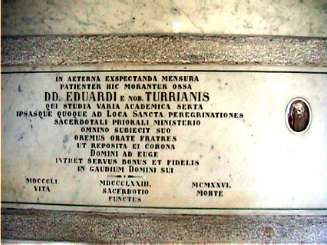 IN AETERNA EXSPECTANDA MENSURA
PATIENTER HIC MORANTUR OSSA
DD. EDUARDI E NOB. TURRIANIS
QUI STUDIA VARIA ACADEMICA SERTA
IPSASQUE QUOQUE AD LOCA SANCTA PEREGRINATIONES
SACERDOTALI PRIORALI MINISTERIO
OMNINO SUBIECIT SUO
OREMUS ORATE FRATRES
UT REPOSITA EI CORONA
DOMINI AD EUGE
INTRET SERVUS BONUS ET FIDELIS
IN GAUDIUM DOMINI SUI
MDCCCLI
VITA
MDCCCLXXIII.
SACERDOTIO
FUNCTUS
MCMXXVI.
MORTE